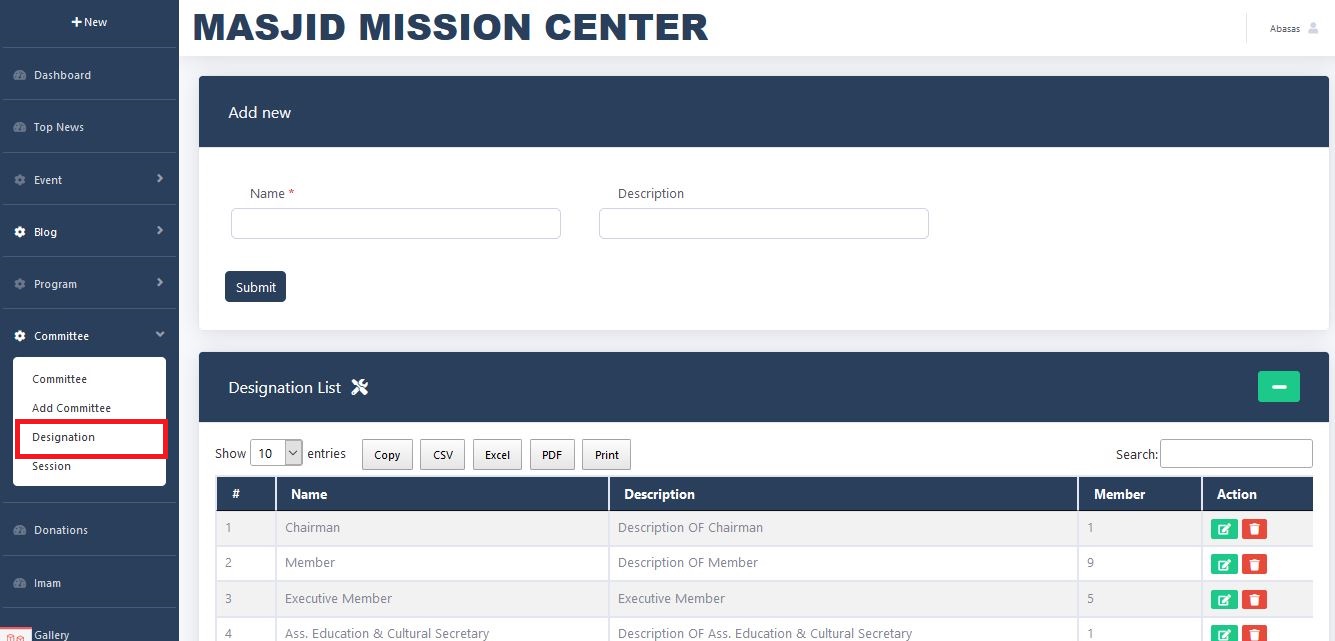 New
MASJID MISSION CENTER
Abasas
Dashboard
Top News
Event
Blog
Program
Committee
Committee
Add Committee
Designation
Session
Donations
Imam
Gallery
Add new
Name *
Description
Submit
Designation List
Show 10 entries Copy CSV Excel PDF Print Search:
# Name Description Member Action
1 Chairman Description OF Chairman 1
2 Member Description OF Member 9
3 Executive Member Executive Member 5
4 Ass. Education & Cultural Secretary Description OF Ass. Education & Cultural Secretary 1